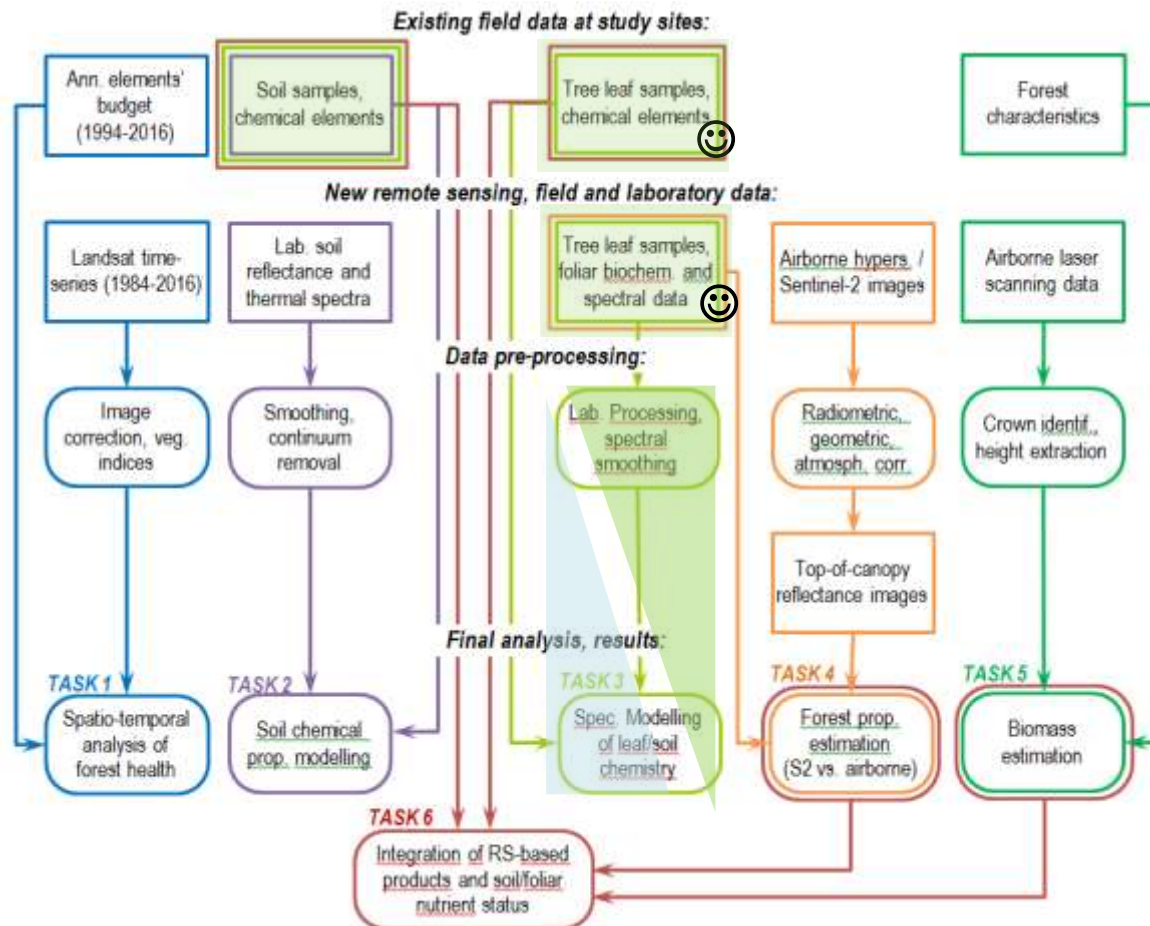 Existing field data at study sites:
Ann. elements'
budget
(1994-2016)
Soil samples,
chemical elements
Tree leaf samples,
chemical elements
Forest
characteristics
New remote sensing, field and laboratory data:
Landsat time-
series (1984-2016)
Lab. soil
reflectance and
thermal spectra
Tree leaf samples,
foliar biochem. and
spectral data
Airborne hypers. /
Sentinel-2 images
Airborne laser
scanning data
Data pre-processing:
Image
correction, veg.
indices
Smoothing,
continuum
removal
Lab. Processing,
spectral
smoothing
Radiometric,
geometric,
atmosph. corr.
Crown identif.,
height extraction
Top-of-canopy
reflectance images
Final analysis, results:
TASK 1
Spatio-temporal
analysis of
forest health
TASK 2
Soil chemical
prop. modelling
TASK 3
Spec. Modelling
of leaf/soil
chemistry
TASK 4
Forest prop.
estimation
(S2 vs. airborne)
TASK 5
Biomass
estimation
TASK 6
Integration of RS-based
products and soil/foliar
nutrient status